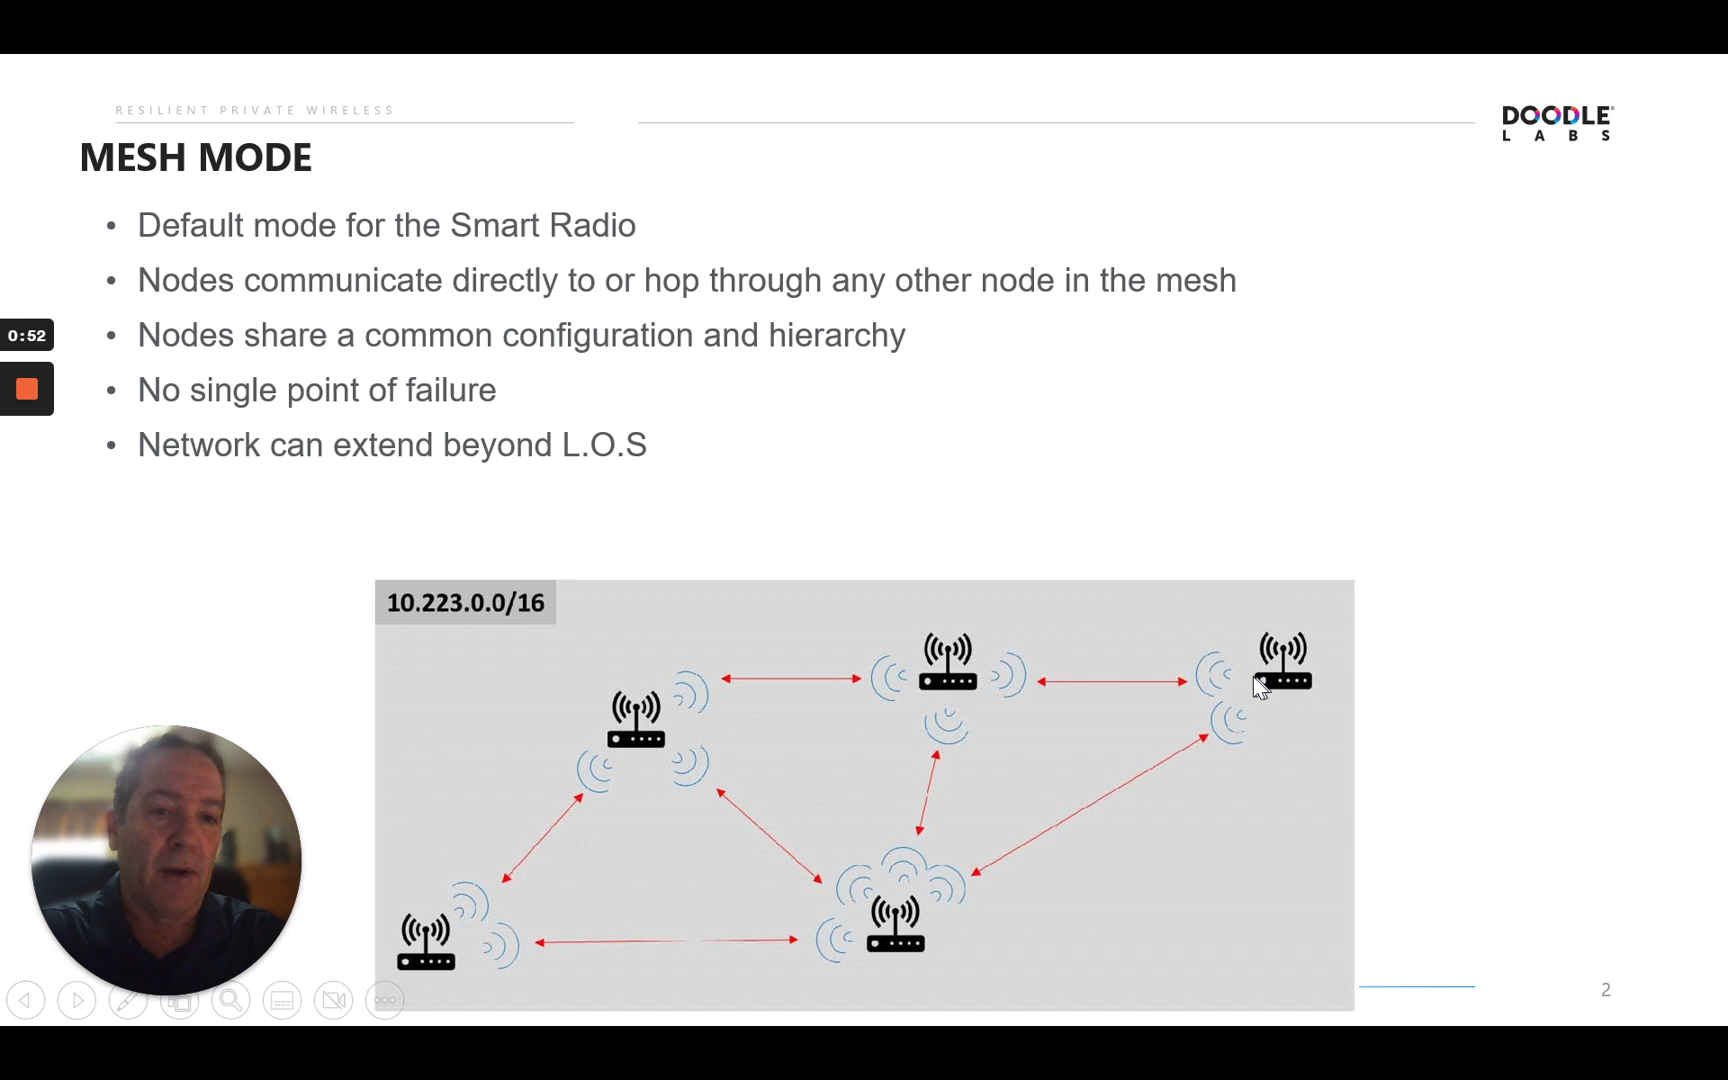 RESILIENT PRIVATE WIRELESS
DOODLE
LABS
MESH MODE
• Default mode for the Smart Radio
• Nodes communicate directly to or hop through any other node in the mesh
0:52
• Nodes share a common configuration and hierarchy
• No single point of failure
• Network can extend beyond L.O.S
10.223.0.0/16
2